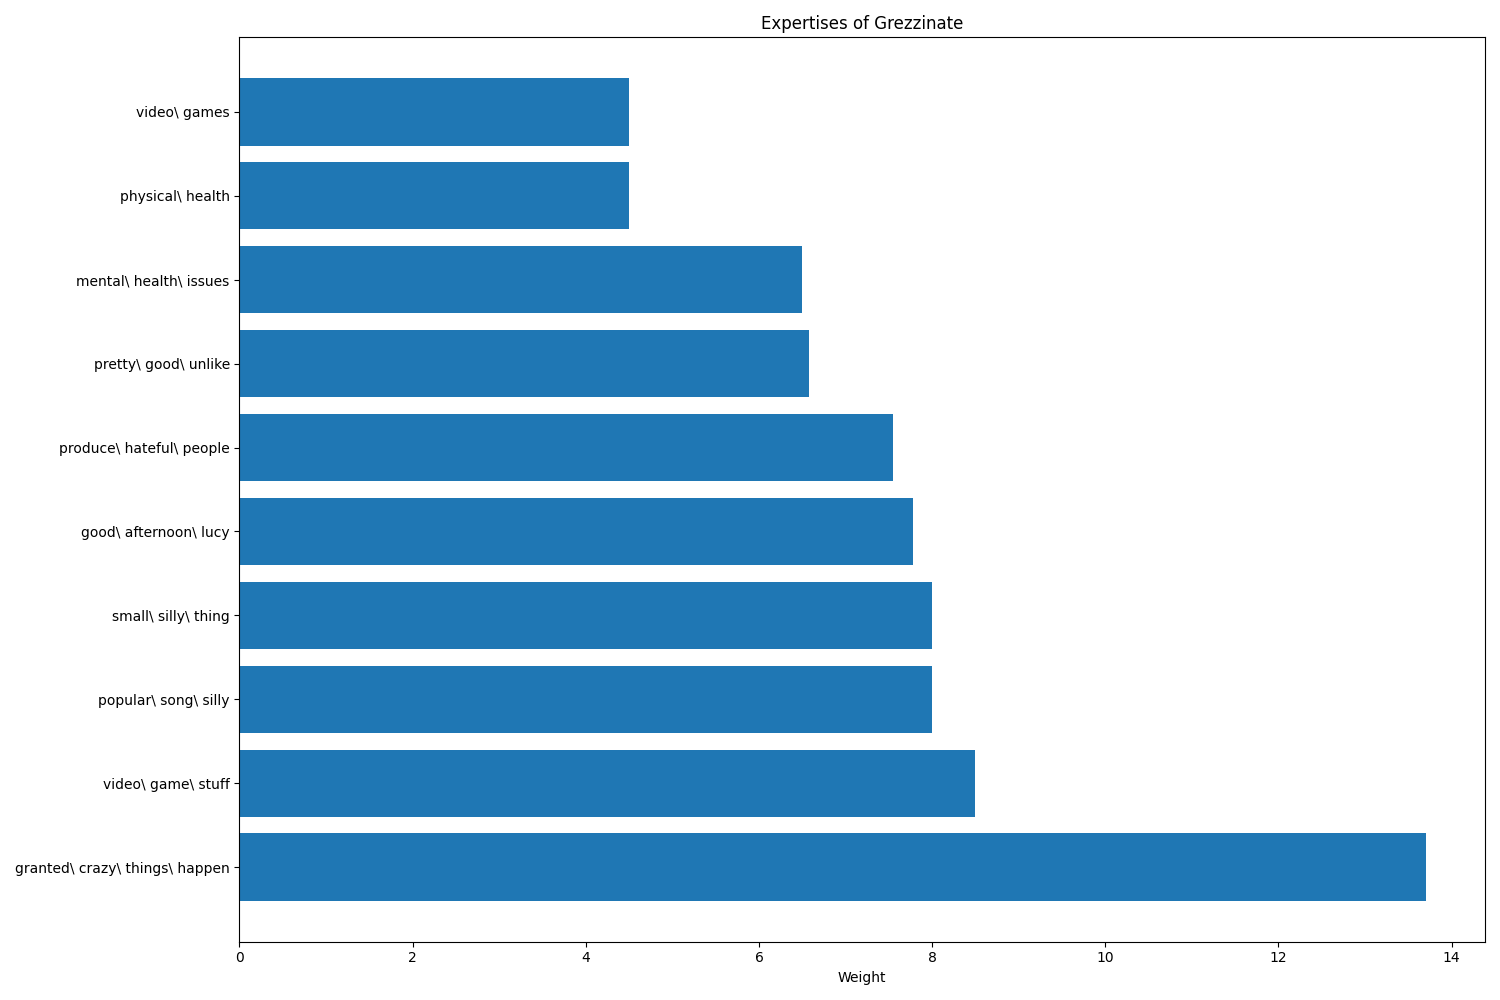 Expertises of Grezzinate
video\ games
physical\ health
mental\ health\ issues
pretty\ good\ unlike
produce\ hateful\ people
good\ afternoon\ lucy
small\ silly\ thing
popular\ song\ silly
video\ game\ stuff
granted\ crazy\ things\ happen
0 2 4 6 8 10 12 14
Weight